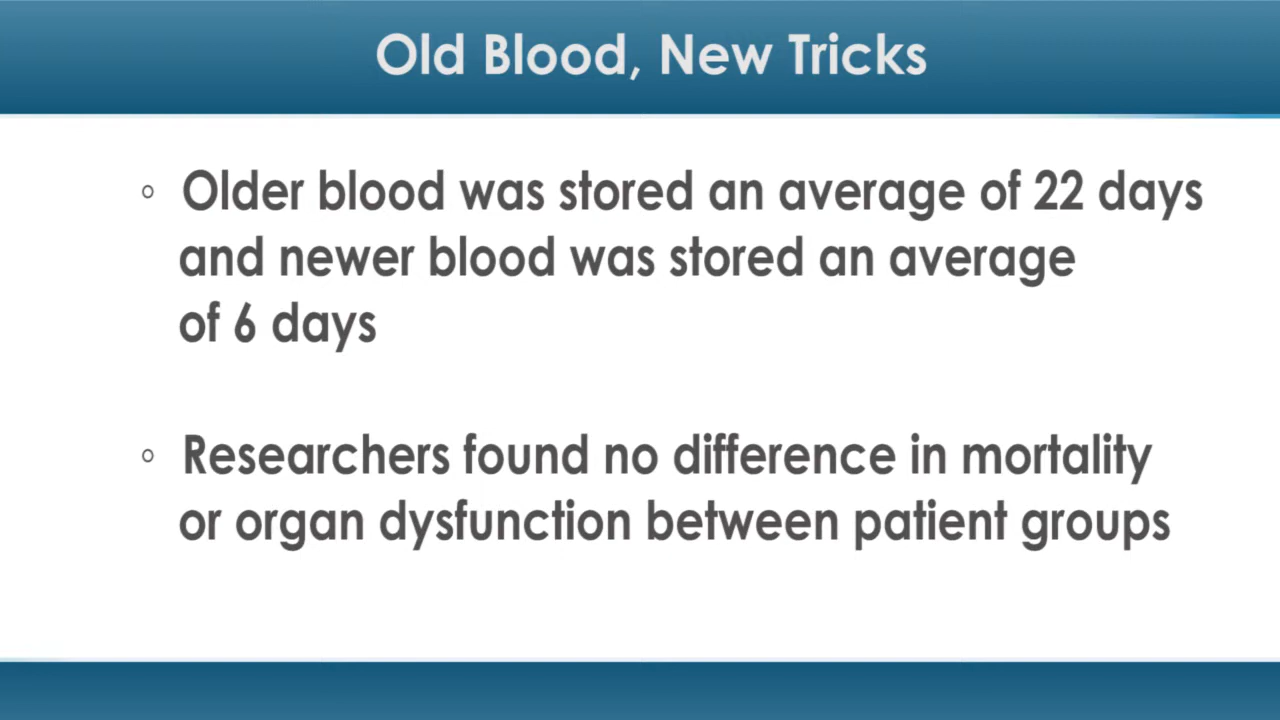 Old Blood, New Tricks
◦ Older blood was stored an average of 22 days
and newer blood was stored an average
of 6 days
◦ Researchers found no difference in mortality
or organ dysfunction between patient groups